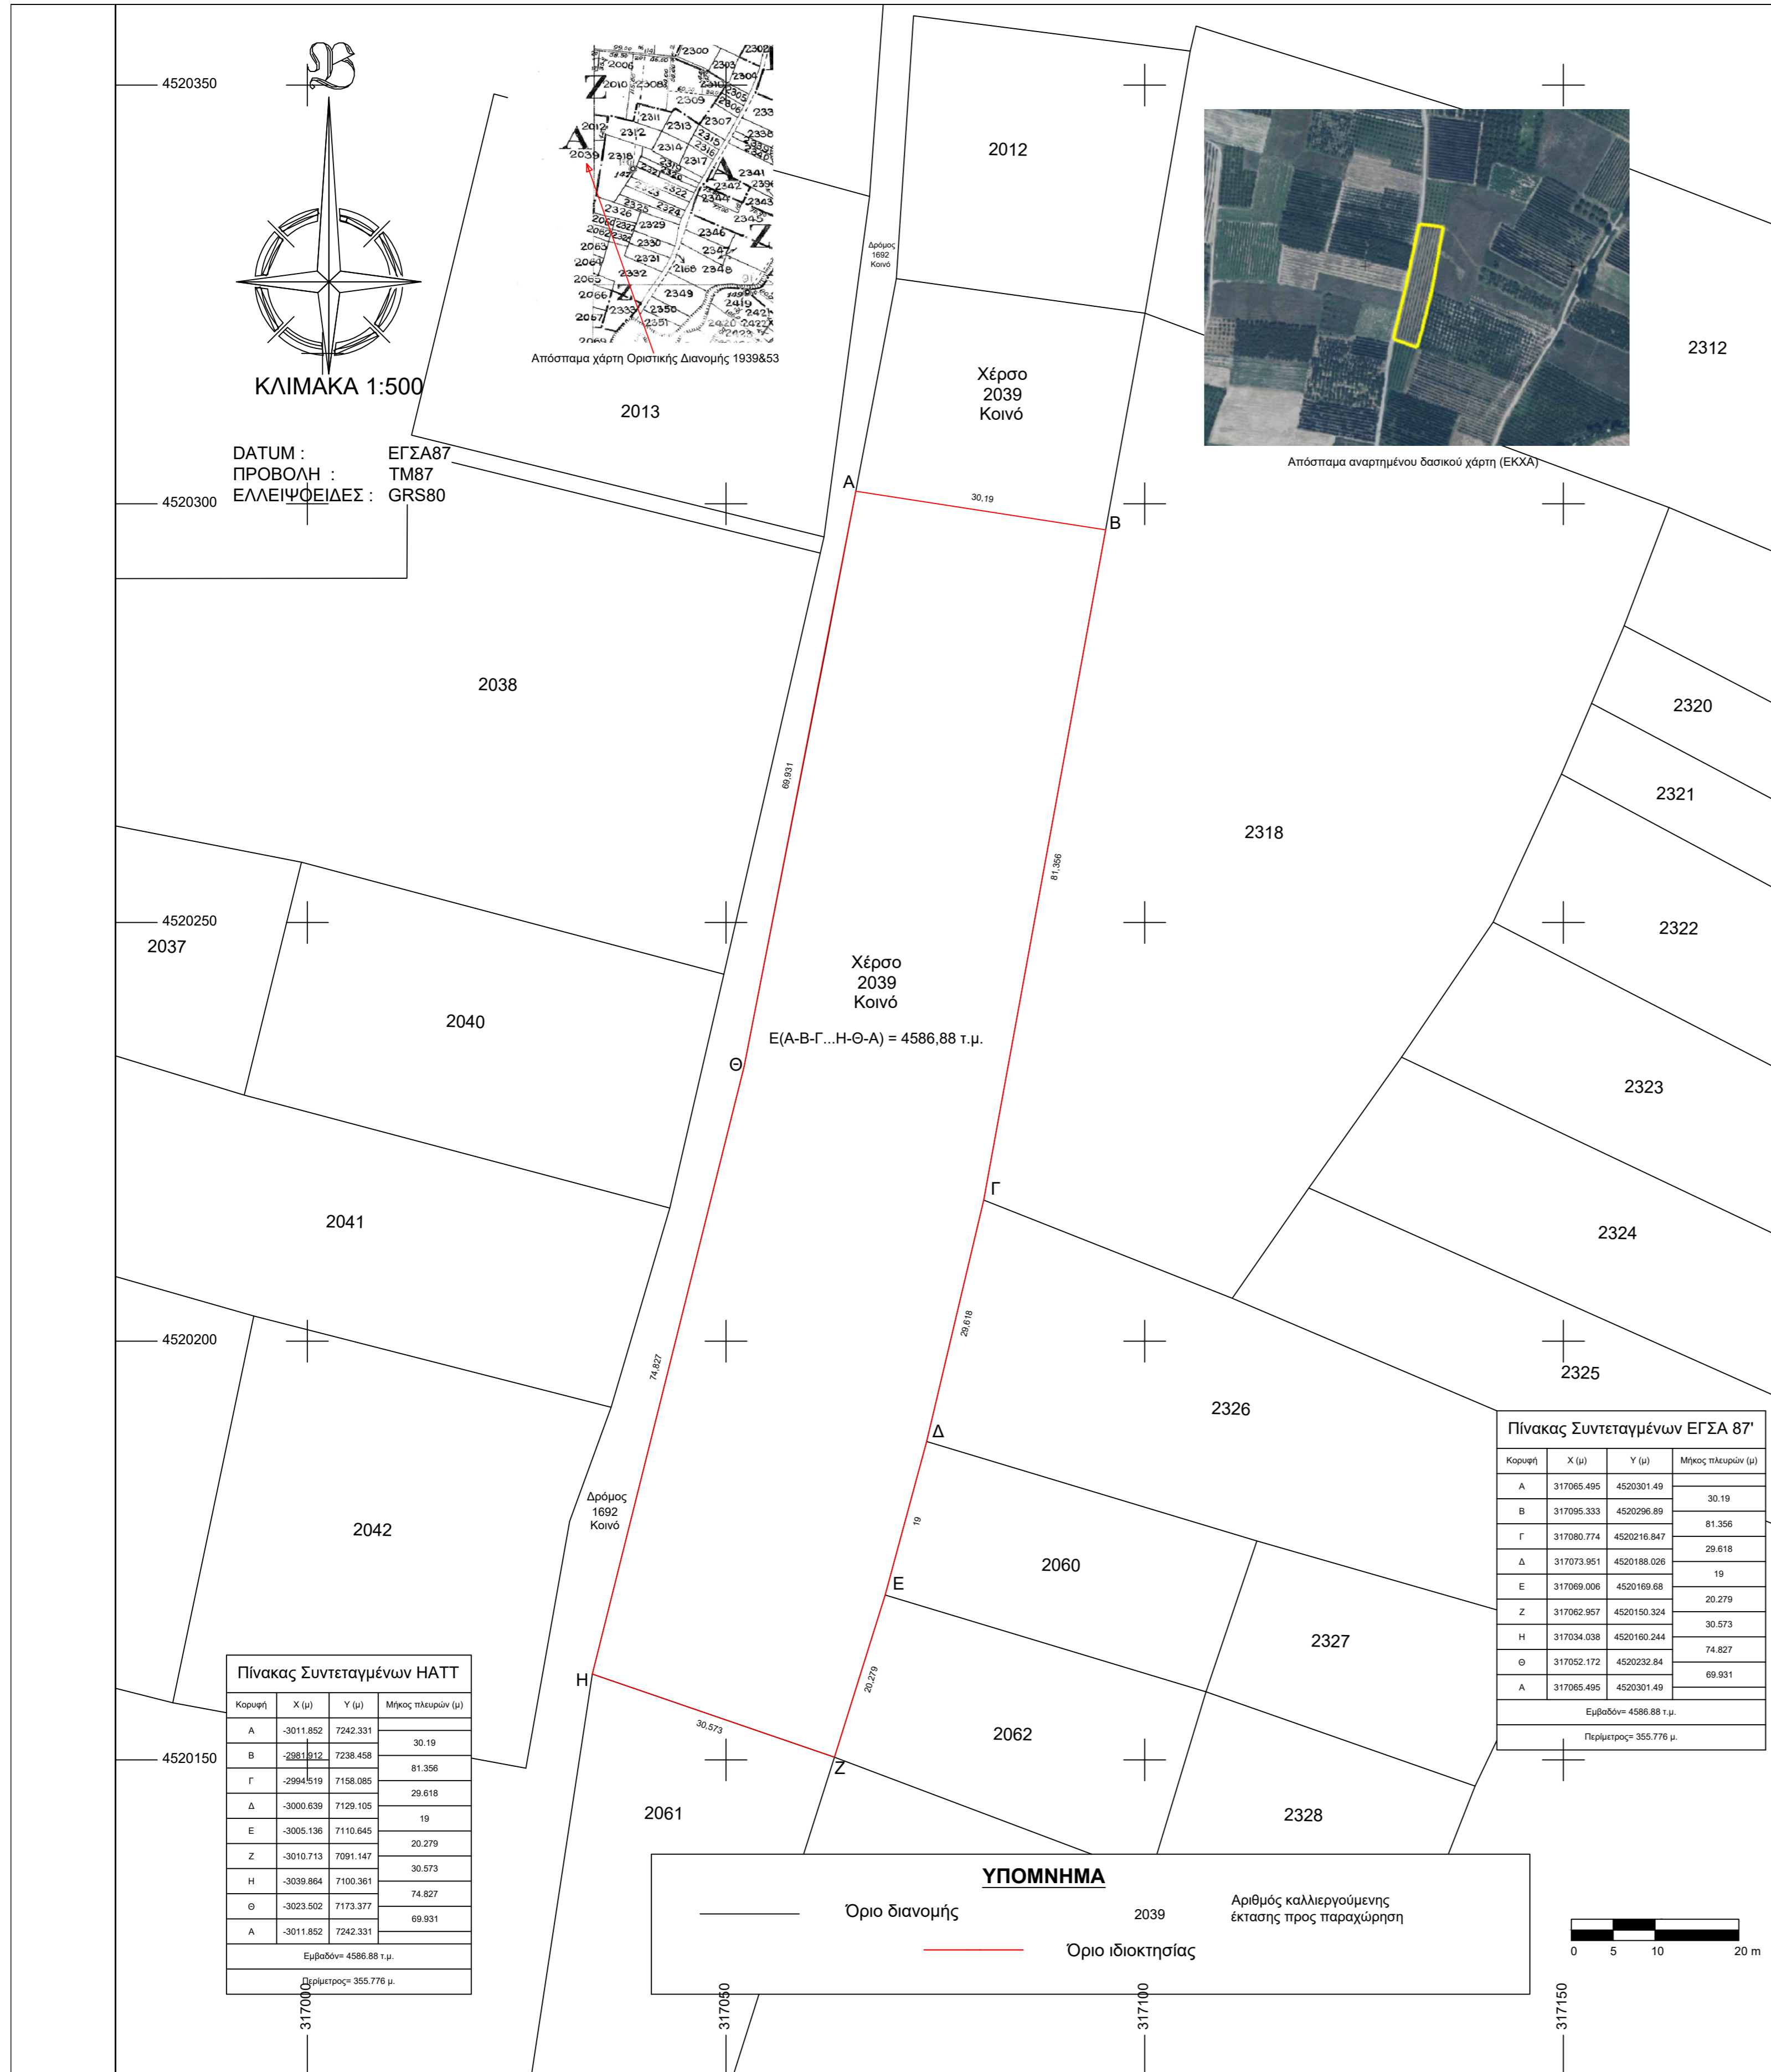 4520350
4520300
4520250
4520200
4520150
317000
317050
317100
317150
ΚΛΙΜΑΚΑ 1:500
DATUM : ΕΓΣΑ87
ΠΡΟΒΟΛΗ : ΤΜ87
ΕΛΛΕΙΨΟΕΙΔΕΣ : GRS80
Απόσπαμα χάρτη Οριστικής Διανομής 1939&53
Απόσπαμα αναρτημένου δασικού χάρτη (ΕΚΧΑ)
2012
2312
2013
Δρόμος
1692
Κοινό
Χέρσο
2039
Κοινό
Α
30,19
Β
2038
69,931
81,356
2318
2320
2321
2322
2323
2324
2325
2037
2040
Χέρσο
2039
Κοινό
Ε(Α-Β-Γ...Η-Θ-Α) = 4586,88 τ.μ.
Θ
Γ
2041
29,618
74,827
2326
Δ
Δρόμος
1692
Κοινό
2042
19
2060
Ε
2327
20,279
Η
30,573
2062
Ζ
2061
2328
Πίνακας Συντεταγμένων ΕΓΣΑ 87'
Κορυφή Χ (μ) Υ (μ) Μήκος πλευρών (μ)
Α 317065.495 4520301.49
30.19
Β 317095.333 4520296.89
81.356
Γ 317080.774 4520216.847
29.618
Δ 317073.951 4520188.026
19
Ε 317069.006 4520169.68
20.279
Ζ 317062.957 4520150.324
30.573
Η 317034.038 4520160.244
74.827
Θ 317052.172 4520232.84
69.931
Α 317065.495 4520301.49
Εμβαδόν= 4586.88 τ.μ.
Περίμετρος= 355.776 μ.
Πίνακας Συντεταγμένων ΗΑΤΤ
Κορυφή Χ (μ) Υ (μ) Μήκος πλευρών (μ)
Α -3011.852 7242.331
30.19
Β -2981.912 7238.458
81.356
Γ -2994.519 7158.085
29.618
Δ -3000.639 7129.105
19
Ε -3005.136 7110.645
20.279
Ζ -3010.713 7091.147
30.573
Η -3039.864 7100.361
74.827
Θ -3023.502 7173.377
69.931
Α -3011.852 7242.331
Εμβαδόν= 4586.88 τ.μ.
Περίμετρος= 355.776 μ.
ΥΠΟΜΝΗΜΑ
Όριο διανομής
2039
Αριθμός καλλιεργούμενης
έκτασης προς παραχώρηση
Όριο ιδιοκτησίας
0 5 10 20 m